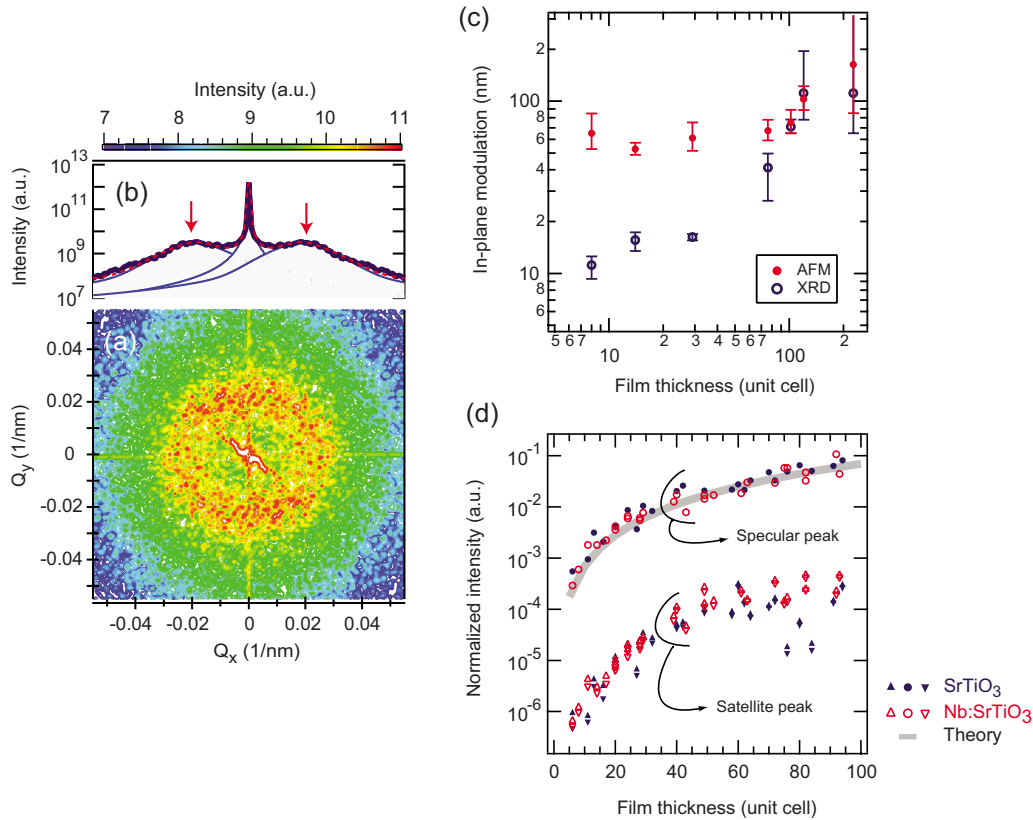 Intensity (a.u.)
7 8 9 10 11
(b)
Intensity (a.u.)
10^13
10^11
10^9
10^7
(a)
Q_y (1/nm)
0.04
0.02
0
-0.02
-0.04
-0.04 -0.02 0 0.02 0.04
Q_x (1/nm)
(c)
In-plane modulation (nm)
2
100
8
6
4
2
10
8
6
AFM
XRD
5 6 7 10 2 3 4 5 6 7 100 2
Film thickness (unit cell)
(d)
Normalized intensity (a.u.)
10^-1
10^-2
10^-3
10^-4
10^-5
10^-6
Specular peak
Satellite peak
0 20 40 60 80 100
Film thickness (unit cell)
SrTiO_3
Nb:SrTiO_3
Theory